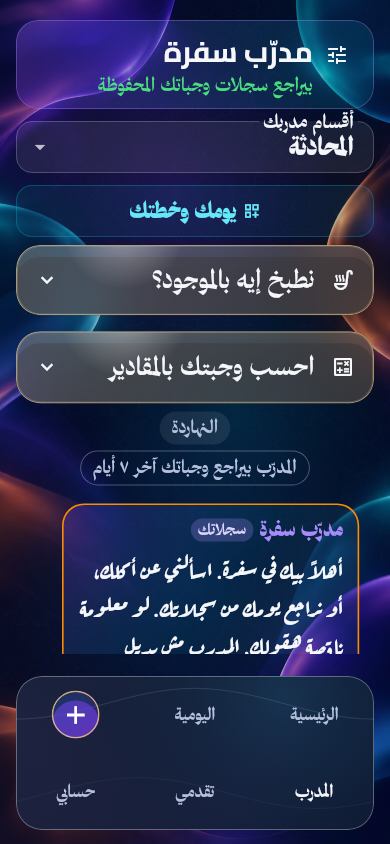 مدرّب سفرة
بيراجع سجلات وجباتك المحفوظة
أقسام مدربك
المحادثة
يومك وخطتك
نطبخ إيه بالموجود؟
احسب وجبتك بالمقادير
النهاردة
المدرّب بيراجع وجباتك آخر ٧ أيام
مدرّب سفرة سجلاتك
أهلاً بيك في سفرة. اسألني عن أكلك،
أو نراجع يومك من سجلاتك. لو معلومة
ناقصة هقولك. المدرب مش بديل
الرئيسية اليومية
المدرب تقدمي حسابي